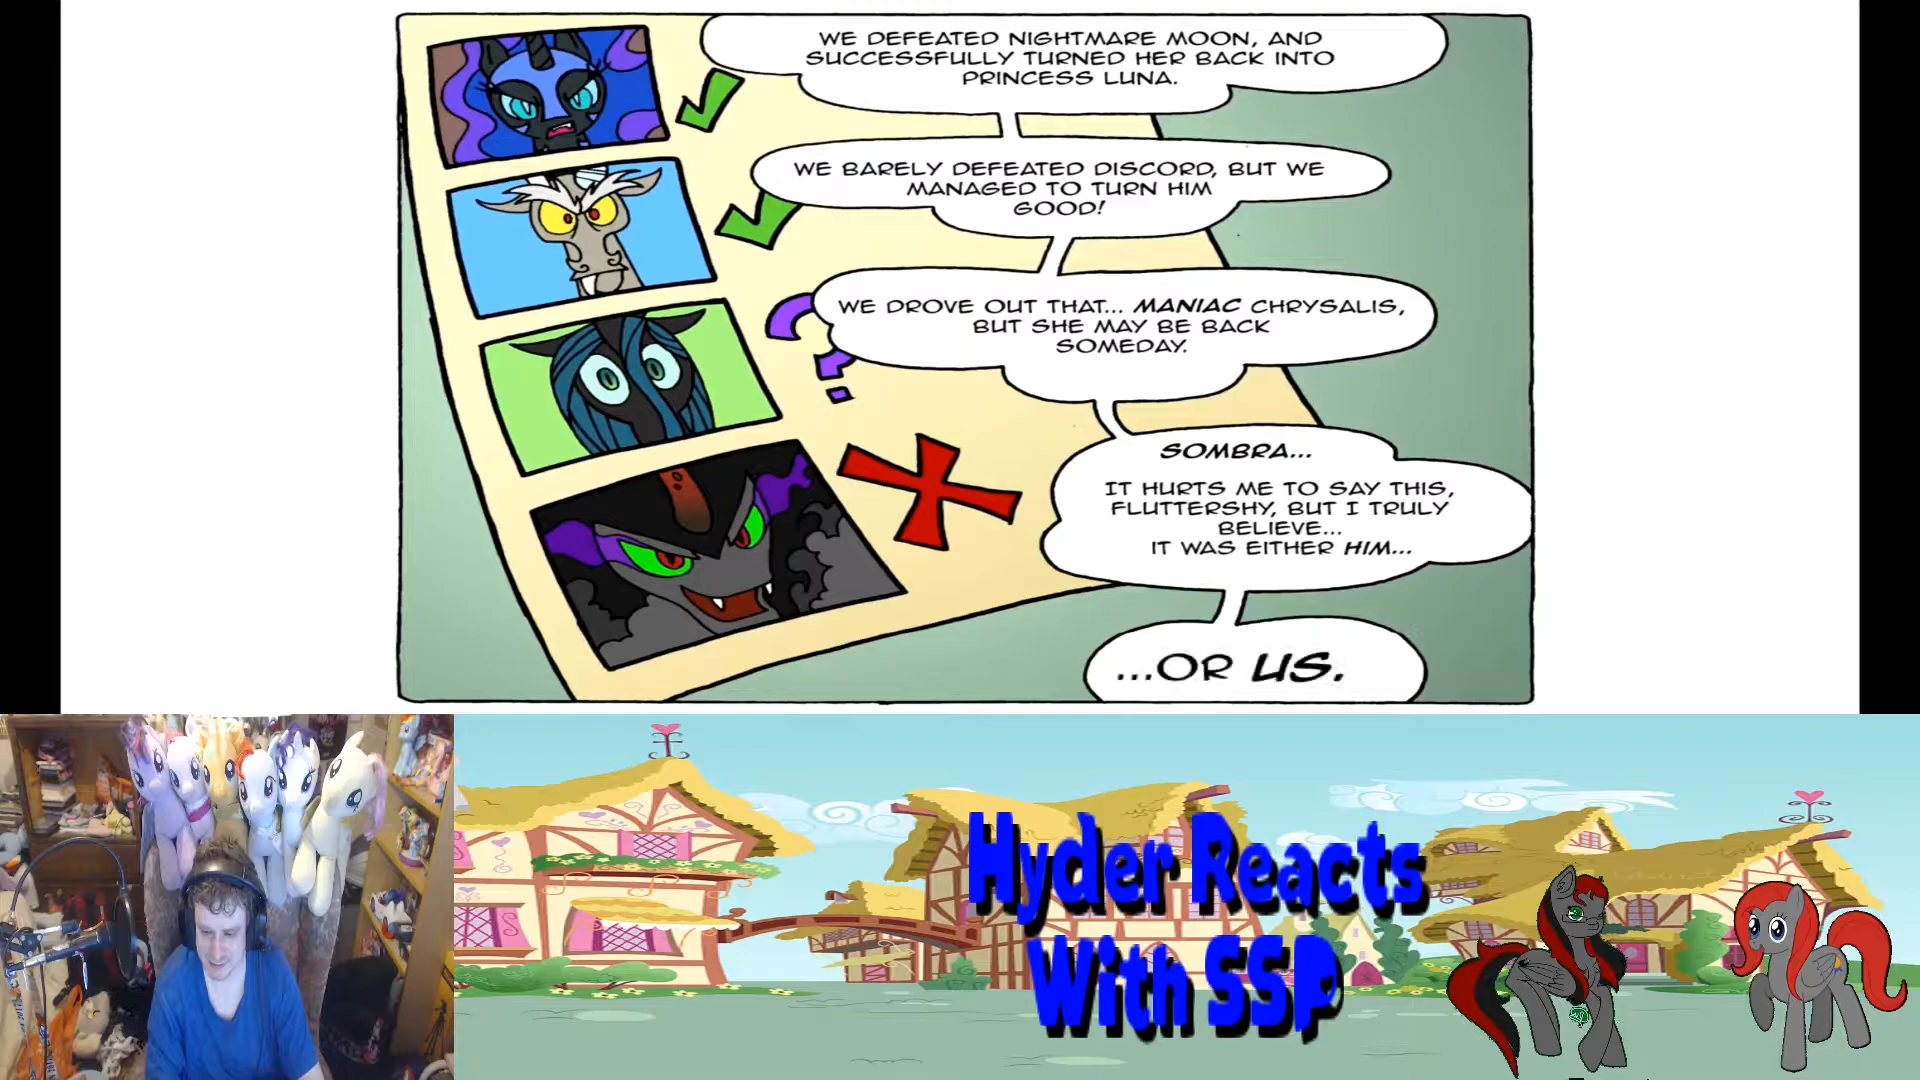 WE DEFEATED NIGHTMARE MOON, AND
SUCCESSFULLY TURNED HER BACK INTO
PRINCESS LUNA.
WE BARELY DEFEATED DISCORD, BUT WE
MANAGED TO TURN HIM
GOOD!
WE DROVE OUT THAT... MANIAC CHRYSALIS,
BUT SHE MAY BE BACK
SOMEDAY.
SOMBRA...
IT HURTS ME TO SAY THIS,
FLUTTERSHY, BUT I TRULY
BELIEVE...
IT WAS EITHER HIM...
...OR US.
Hyder Reacts
With SSP